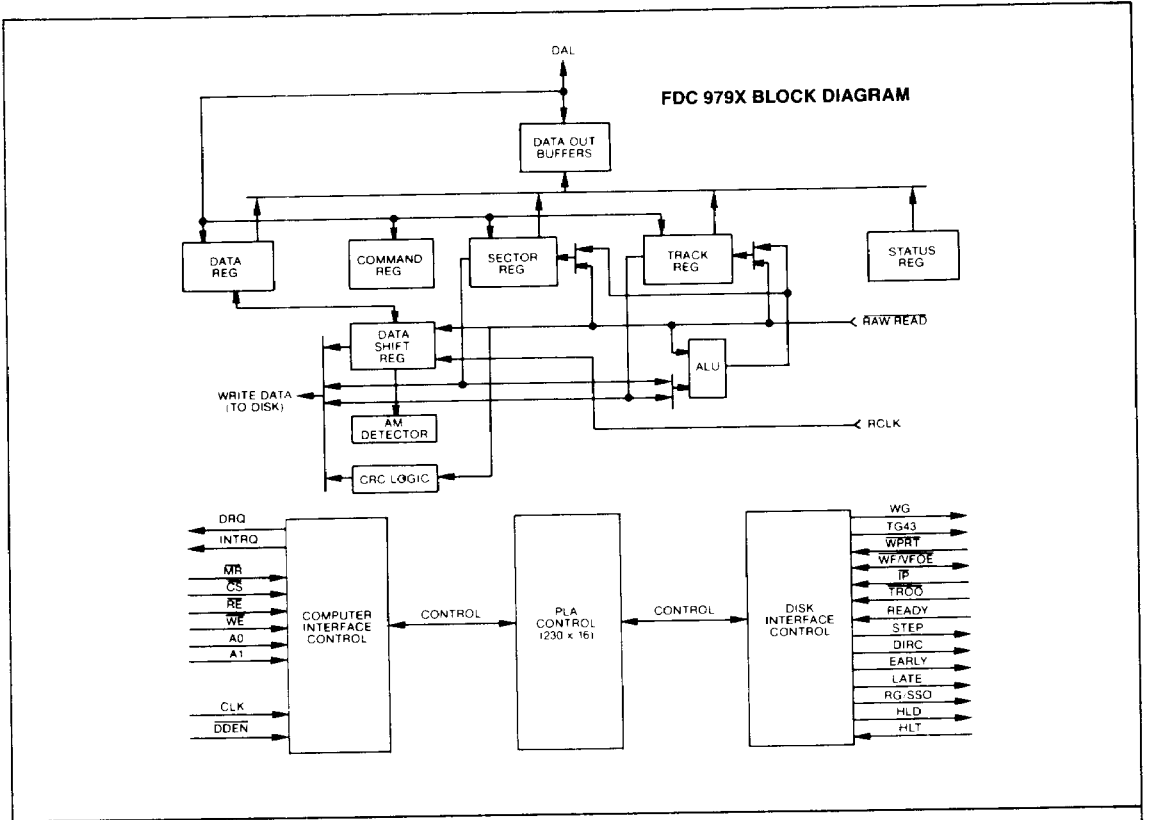 DAL
FDC 979X BLOCK DIAGRAM
DATA OUT
BUFFERS
DATA
REG
COMMAND
REG
SECTOR
REG
TRACK
REG
STATUS
REG
RAW READ
DATA
SHIFT
REG
ALU
WRITE DATA
(TO DISK)
AM
DETECTOR
RCLK
CRC LOGIC
DRQ
INTRQ
MR
CS
RE
WE
A0
A1
CLK
DDEN
COMPUTER
INTERFACE
CONTROL
CONTROL
PLA
CONTROL
(230 x 16)
CONTROL
DISK
INTERFACE
CONTROL
WG
TG43
WPRT
WF/VFOE
IP
TROO
READY
STEP
DIRC
EARLY
LATE
RG/SSO
HLD
HLT